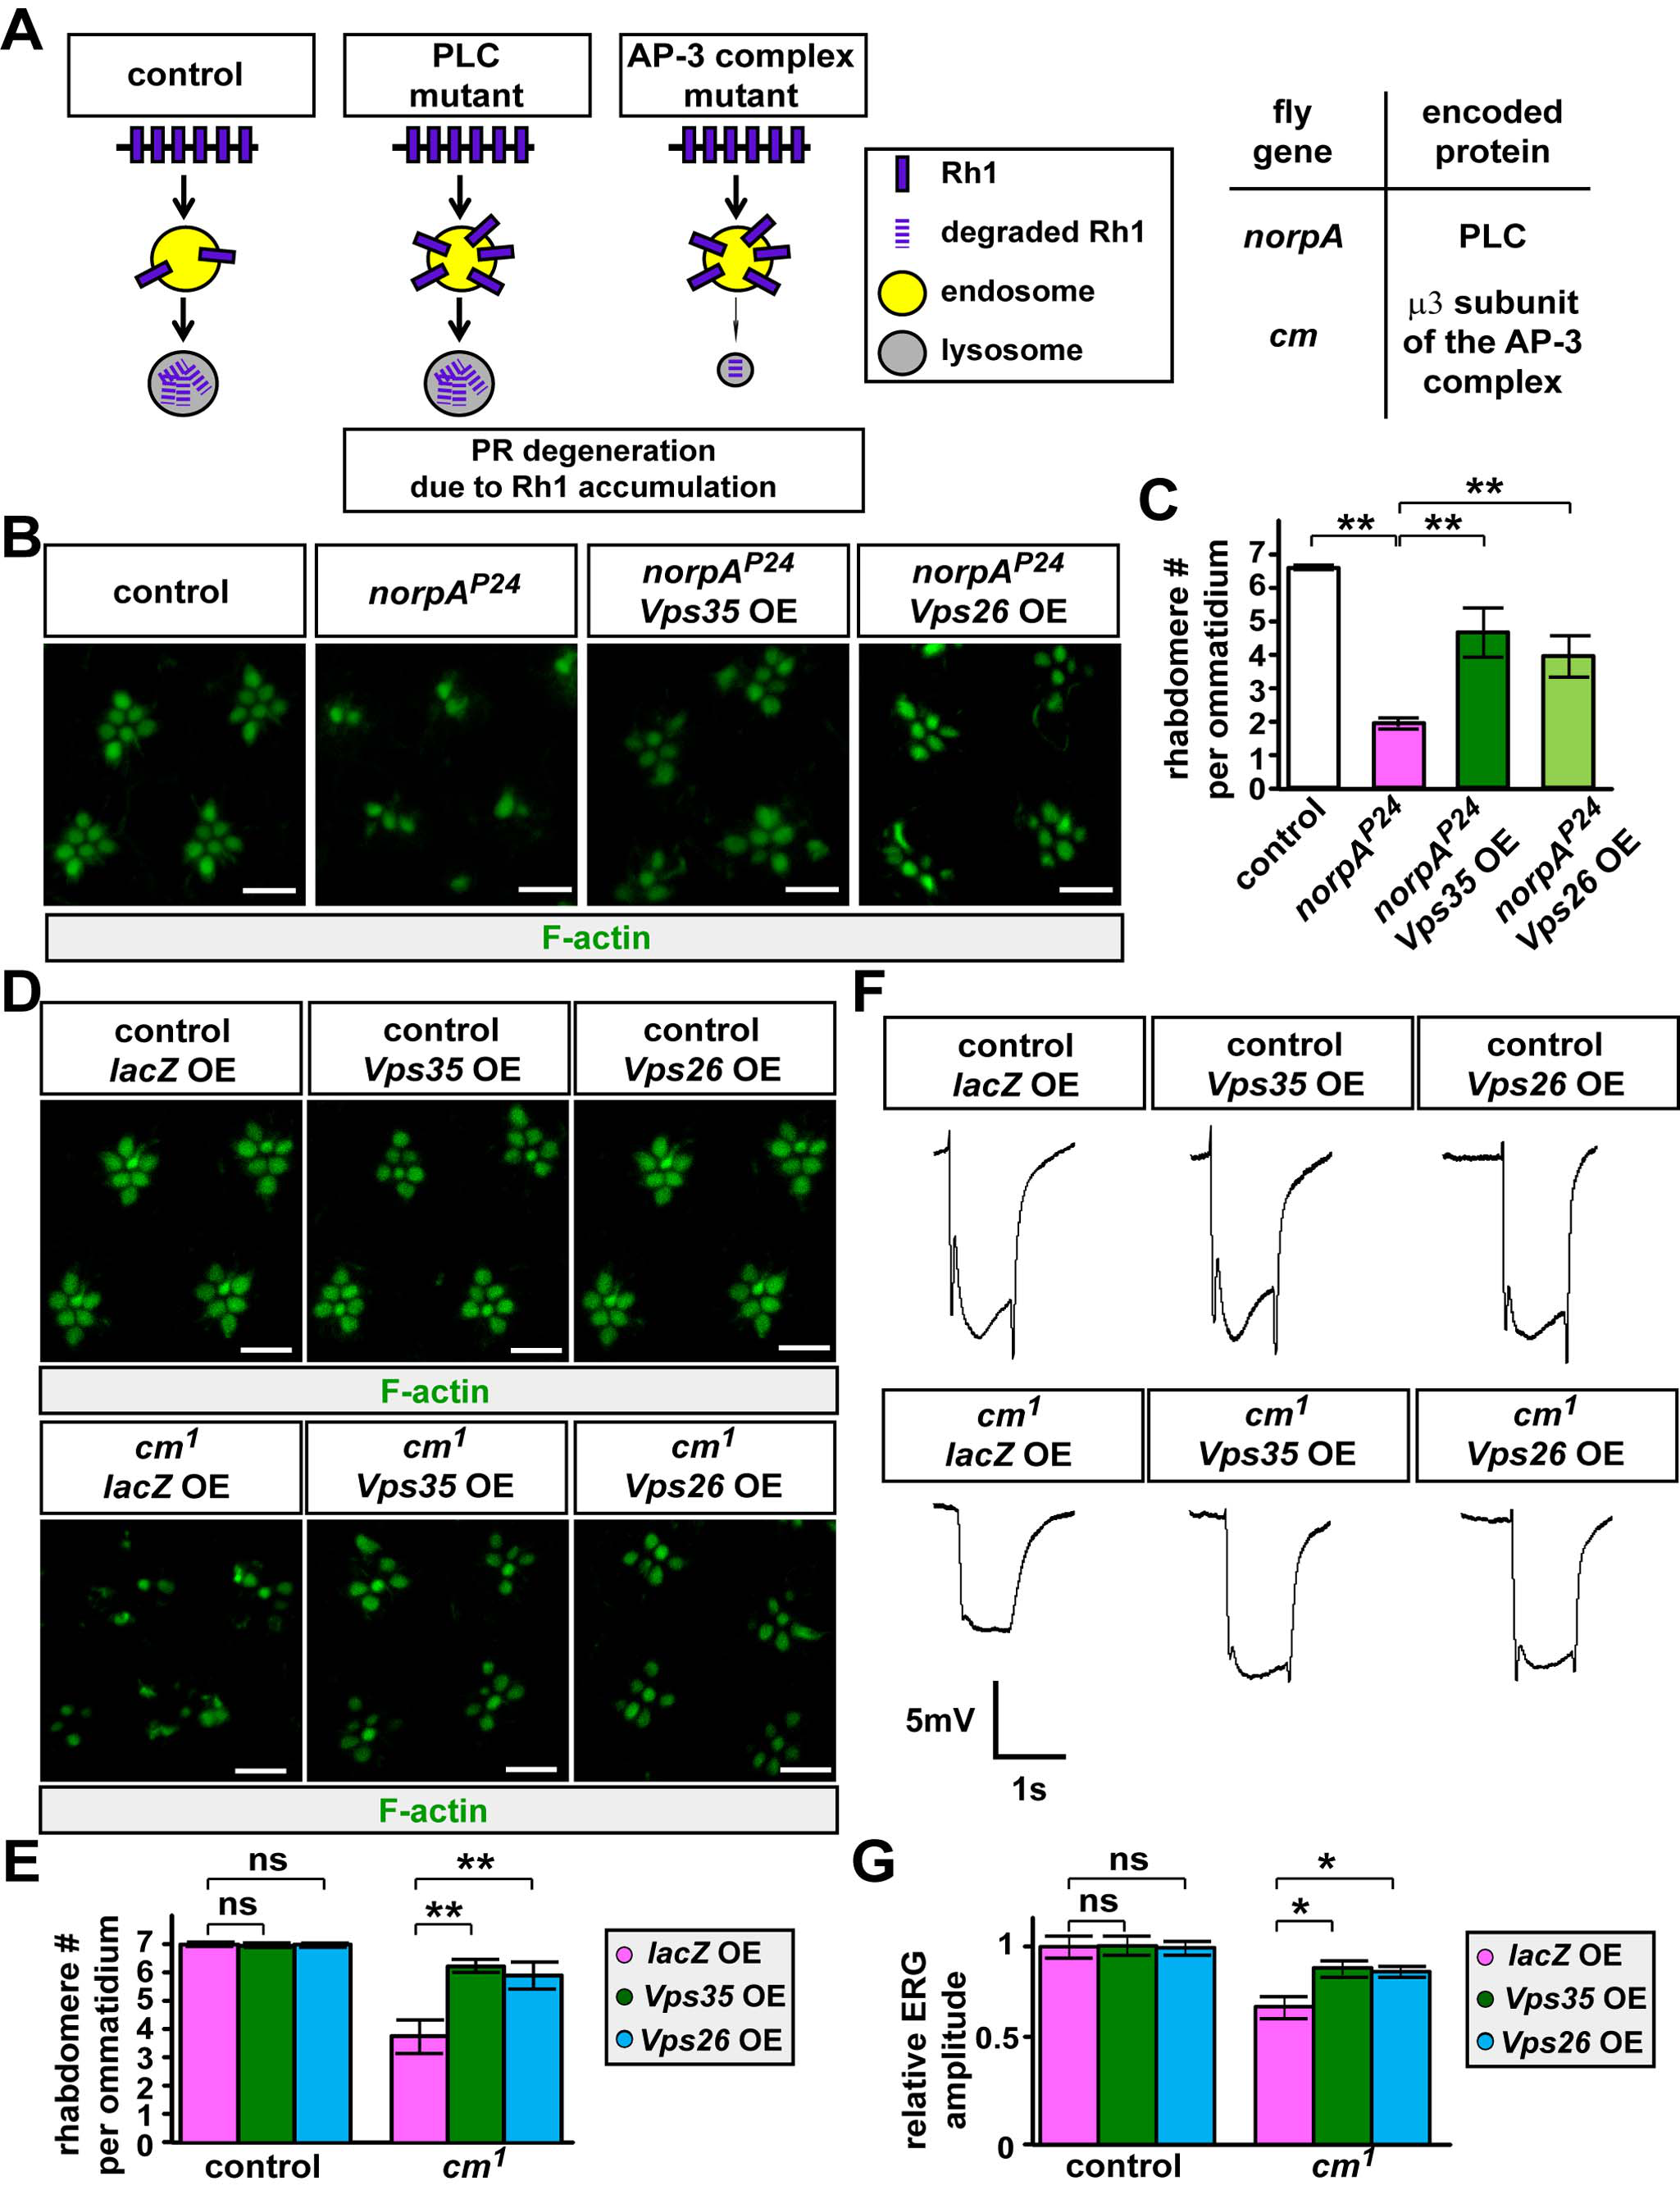 A
control
PLC
mutant
AP-3 complex
mutant
Rh1
degraded Rh1
endosome
lysosome
fly
gene
encoded
protein
norpA
PLC
cm
μ3 subunit
of the AP-3
complex
PR degeneration
due to Rh1 accumulation
B
control
norpA^P24
norpA^P24
Vps35 OE
norpA^P24
Vps26 OE
F-actin
C
**
**
**
rhabdomere #
per ommatidium
7
6
5
4
3
2
1
0
control
norpA^P24
norpA^P24
Vps35 OE
norpA^P24
Vps26 OE
D
control
lacZ OE
control
Vps35 OE
control
Vps26 OE
F-actin
cm^1
lacZ OE
cm^1
Vps35 OE
cm^1
Vps26 OE
F-actin
F
control
lacZ OE
control
Vps35 OE
control
Vps26 OE
cm^1
lacZ OE
cm^1
Vps35 OE
cm^1
Vps26 OE
5mV
1s
E
ns
ns
**
**
rhabdomere #
per ommatidium
7
6
5
4
3
2
1
0
control
cm^1
lacZ OE
Vps35 OE
Vps26 OE
G
ns
ns
*
*
relative ERG
amplitude
1
0.5
0
control
cm^1
lacZ OE
Vps35 OE
Vps26 OE